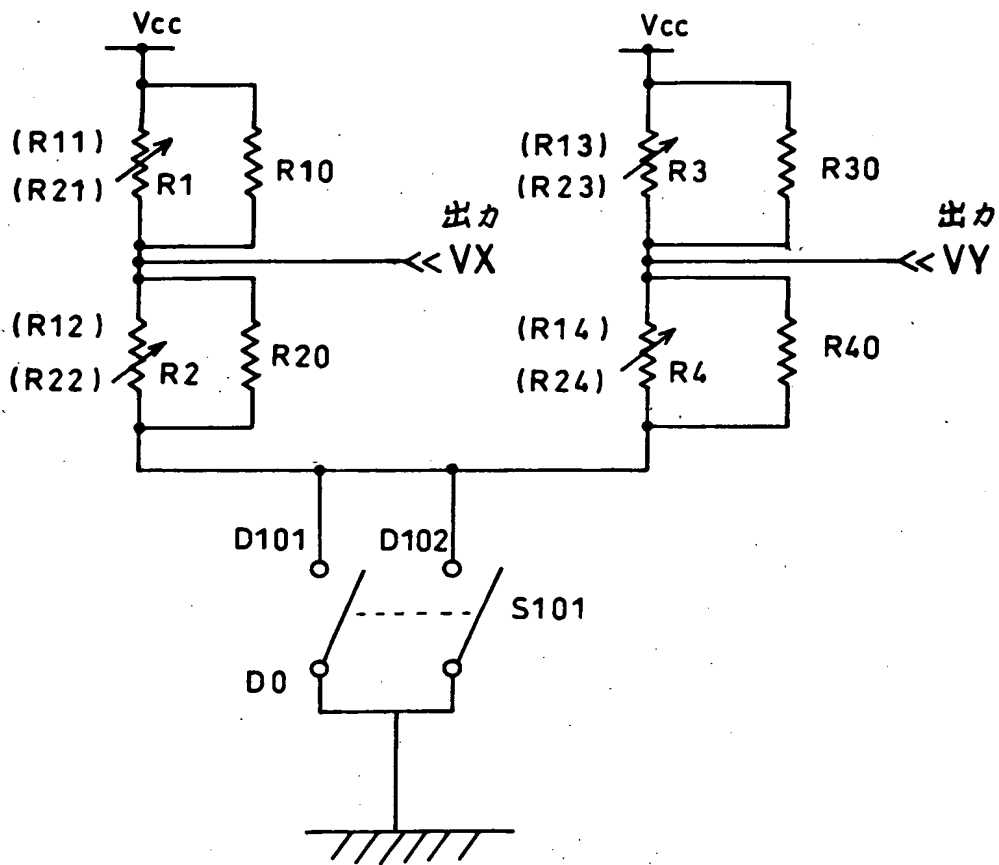 Vcc
Vcc
(R11)
(R21)
R1
R10
(R13)
(R23)
R3
R30
出力
VX
出力
VY
(R12)
(R22)
R2
R20
(R14)
(R24)
R4
R40
D101
D102
S101
D0